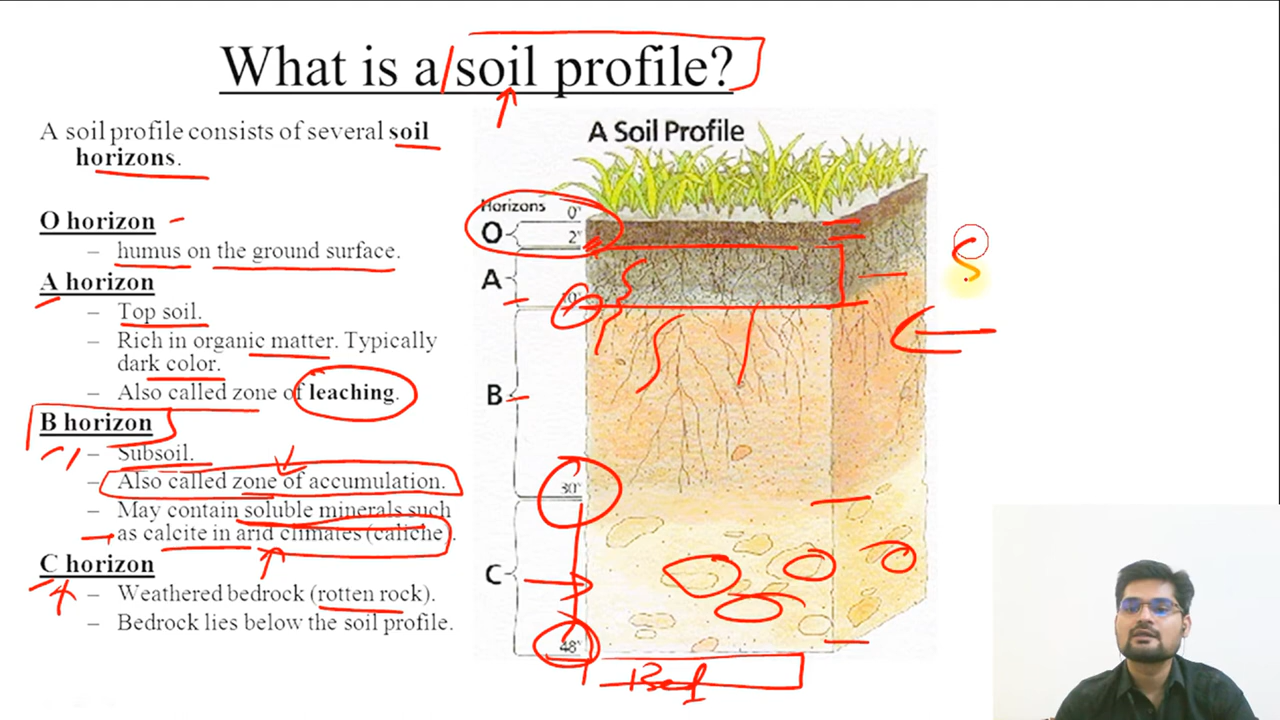 What is a soil profile?
A soil profile consists of several soil
horizons.
O horizon
– humus on the ground surface.
A horizon
– Top soil.
– Rich in organic matter. Typically
dark color.
– Also called zone of leaching.
B horizon
– Subsoil.
– Also called zone of accumulation.
– May contain soluble minerals such
as calcite in arid climates (caliche).
C horizon
– Weathered bedrock (rotten rock).
– Bedrock lies below the soil profile.
A Soil Profile
Horizons 0"
O 2"
A 10"
B
30"
C
48"
Bed
S